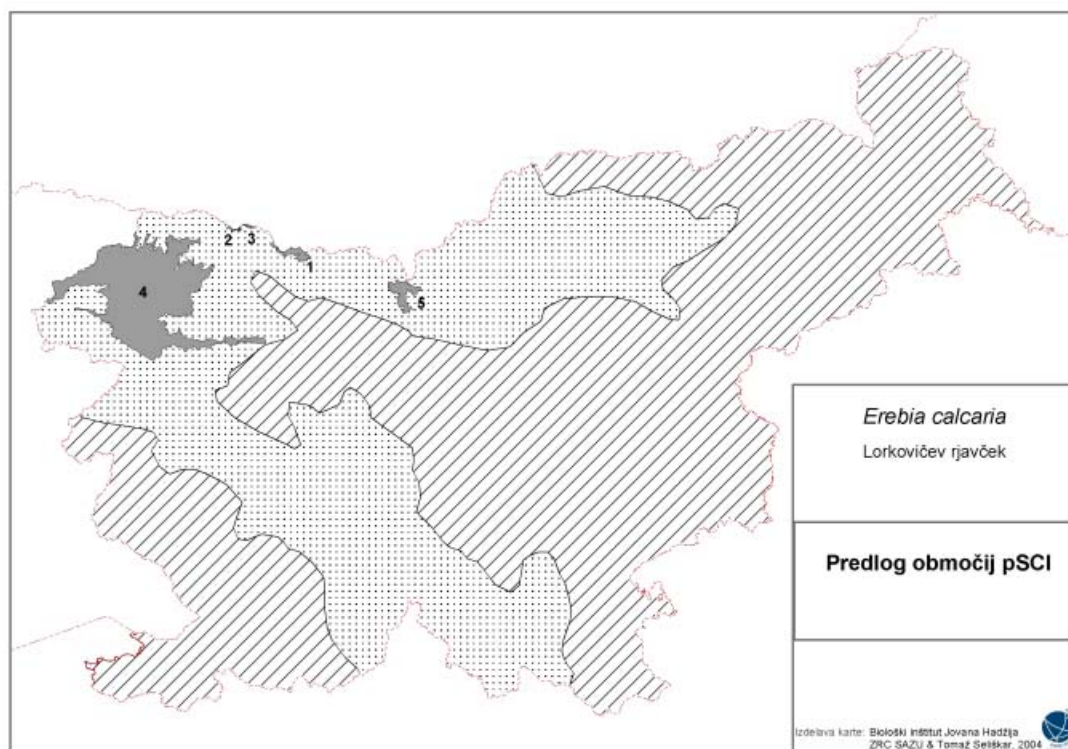 2 3
1
4
5
Erebia calcaria
Lorkovičev rjavček
Predlog območij pSCI
Izdelava karte: Biološki inštitut Jovana Hadžija
ZRC SAZU & Tomaž Seliškar, 2004